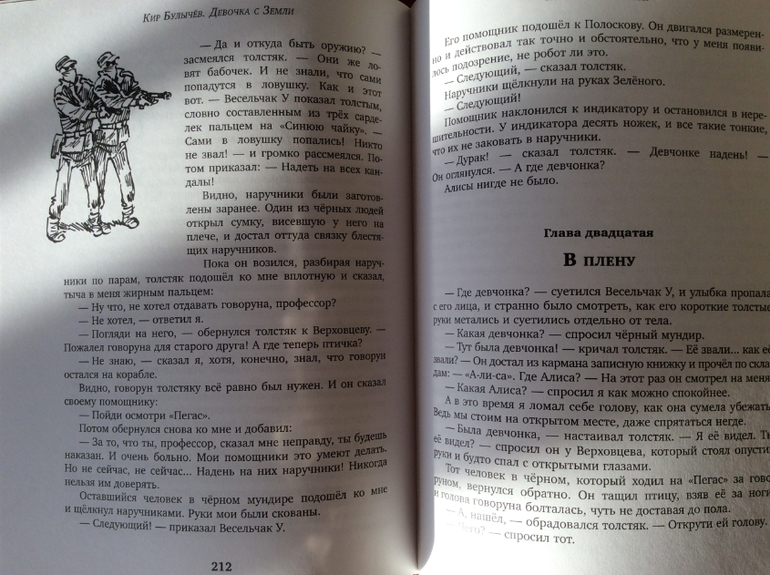 Кир Булычёв. Девочка с Земли
— Да и откуда быть оружию? —
засмеялся толстяк. — Они же ло-
вят бабочек. И не знали, что сами
попадутся в ловушку. Как и этот
вот. — Весельчак У показал толстым,
словно составленным из трёх сарде-
лек пальцем на «Синюю чайку». —
Сами в ловушку попались! Никто
не звал! — и громко рассмеялся. По-
том приказал: — Надеть на всех кан-
далы!
Видно, наручники были заготов-
лены заранее. Один из чёрных людей
открыл сумку, висевшую у него на
плече, и достал оттуда связку блестя-
щих наручников.
Пока он возился, разбирая наруч-
ники по парам, толстяк подошёл ко мне вплотную и сказал,
тыча в меня жирным пальцем:
— Ну что, не хотел отдавать говоруна, профессор?
— Не хотел, — ответил я.
— Погляди на него, — обернулся толстяк к Верховцеву. —
Пожалел говоруна для старого друга! А где теперь птичка?
— Не знаю, — сказал я, хотя, конечно, знал, что говорун
остался на корабле.
Видно, говорун толстяку всё равно был нужен. И он сказал
своему помощнику:
— Пойди осмотри «Пегас».
Потом обернулся снова ко мне и добавил:
— За то, что ты, профессор, сказал мне неправду, ты будешь
наказан. И очень больно. Мои помощники это умеют делать.
Но не сейчас, не сейчас... Надень на них наручники! Никогда
нельзя им доверять.
Оставшийся человек в чёрном мундире подошёл ко мне
и щёлкнул наручниками. Руки мои были скованы.
— Следующий! — приказал Весельчак У.
212
Его помощник подошёл к Полоскову. Он двигался размерен-
но и действовал так точно и обстоятельно, что у меня появи-
лось подозрение, не робот ли это.
— Следующий, — сказал толстяк.
Наручники щёлкнули на руках Зелёного.
— Следующий!
Помощник наклонился к индикатору и остановился в нере-
шительности. У индикатора десять ножек, и все такие тонкие,
что их не заковать в наручники.
— Дурак! — сказал толстяк. — Девчонке надень! —
Он оглянулся. — А где девчонка?
Алисы нигде не было.
Глава двадцатая
В плену
— Где девчонка? — суетился Весельчак У, и улыбка пропала
с его лица, и странно было смотреть, как его короткие толстые
руки метались и суетились отдельно от тела.
— Какая девчонка? — спросил чёрный мундир.
— Тут была девчонка! — кричал толстяк. — Её звали... как её
звали? — Он достал из кармана записную книжку и прочёл по скла-
дам: — «А-ли-са». Где Алиса? — На этот раз он смотрел на меня.
— Какая Алиса? — спросил я как можно спокойнее.
А в это время я ломал себе голову, как она сумела убежать.
Ведь мы стоим на открытом месте, даже спрятаться негде.
— Была девчонка, — настаивал толстяк. — Я её видел. Ты
её видел? — спросил он у Верховцева, который стоял опустив
руки и будто спал с открытыми глазами.
Тот человек в чёрном, который ходил на «Пегас» за гово-
руном, вернулся обратно. Он тащил птицу, взяв её за ноги,
и голова говоруна болталась, чуть не доставая до пола.
— А, нашёл, — обрадовался толстяк. — Открути ей голову.
— Чего? — спросил тот.